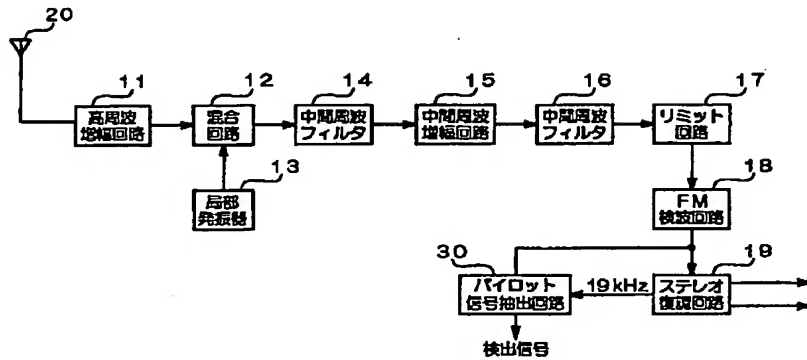 20
11
12
14
15
16
17
高周波
増幅回路
混合
回路
中間周波
フィルタ
中間周波
増幅回路
中間周波
フィルタ
リミット
回路
13
局部
発振器
18
FM
検波回路
30
19
パイロット
信号抽出回路
19kHz
ステレオ
復調回路
検出信号